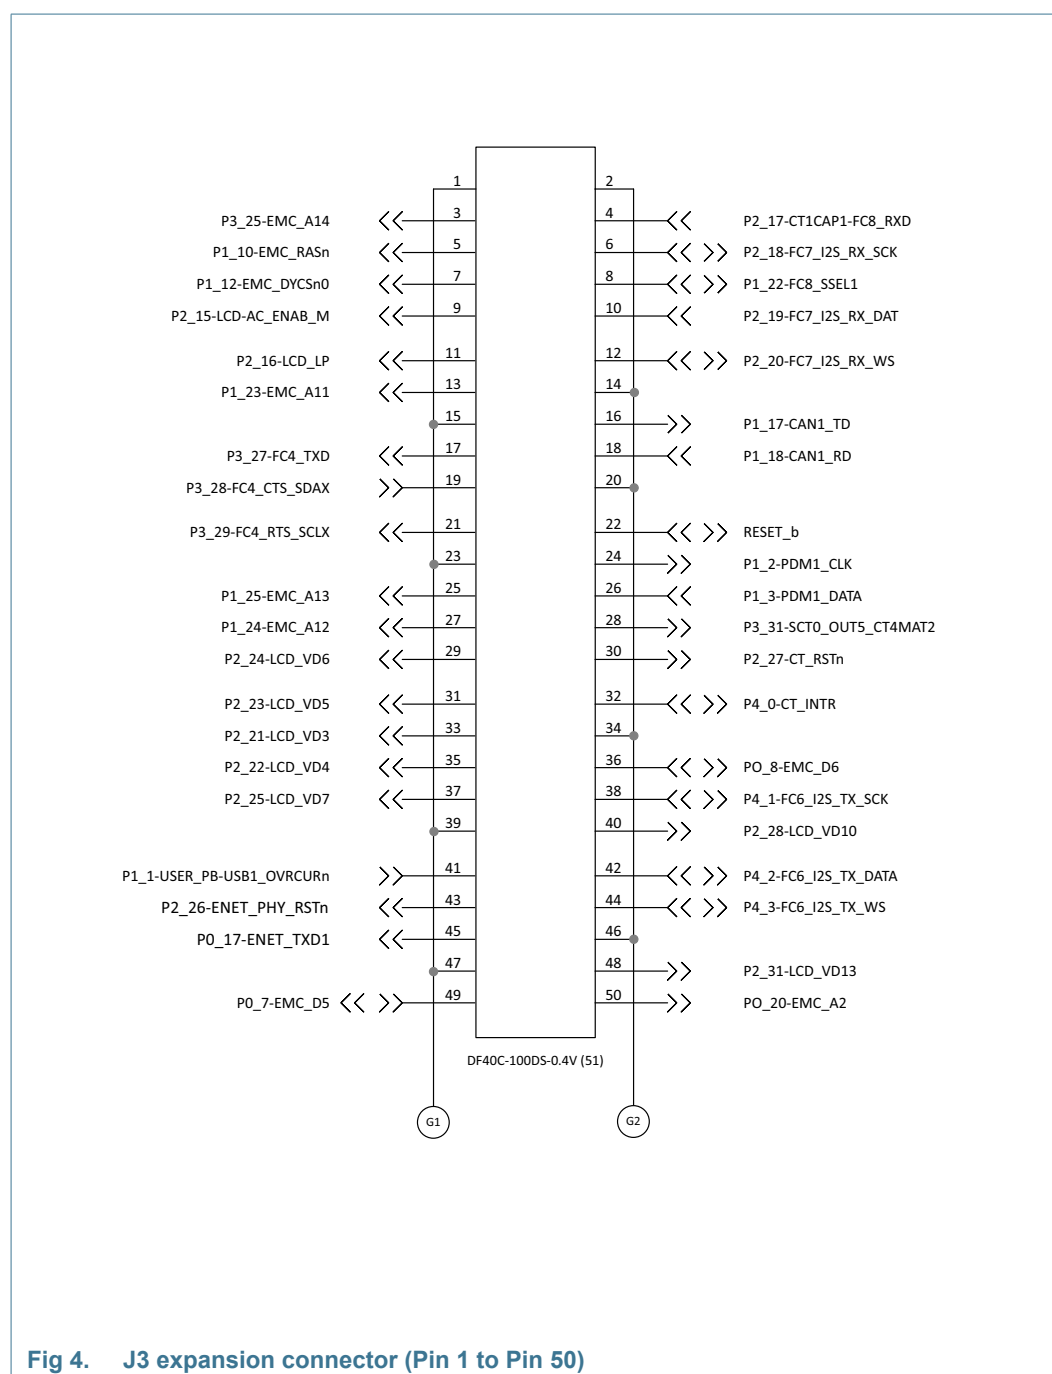 1 2
P3_25-EMC_A14 3 4 P2_17-CT1CAP1-FC8_RXD
P1_10-EMC_RASn 5 6 P2_18-FC7_I2S_RX_SCK
P1_12-EMC_DYCSn0 7 8 P1_22-FC8_SSEL1
P2_15-LCD-AC_ENAB_M 9 10 P2_19-FC7_I2S_RX_DAT
P2_16-LCD_LP 11 12 P2_20-FC7_I2S_RX_WS
P1_23-EMC_A11 13 14
15 16 P1_17-CAN1_TD
P3_27-FC4_TXD 17 18 P1_18-CAN1_RD
P3_28-FC4_CTS_SDAX 19 20
P3_29-FC4_RTS_SCLX 21 22 RESET_b
23 24 P1_2-PDM1_CLK
P1_25-EMC_A13 25 26 P1_3-PDM1_DATA
P1_24-EMC_A12 27 28 P3_31-SCT0_OUT5_CT4MAT2
P2_24-LCD_VD6 29 30 P2_27-CT_RSTn
P2_23-LCD_VD5 31 32 P4_0-CT_INTR
P2_21-LCD_VD3 33 34
P2_22-LCD_VD4 35 36 PO_8-EMC_D6
P2_25-LCD_VD7 37 38 P4_1-FC6_I2S_TX_SCK
39 40 P2_28-LCD_VD10
P1_1-USER_PB-USB1_OVRCURn 41 42 P4_2-FC6_I2S_TX_DATA
P2_26-ENET_PHY_RSTn 43 44 P4_3-FC6_I2S_TX_WS
P0_17-ENET_TXD1 45 46
47 48 P2_31-LCD_VD13
P0_7-EMC_D5 49 50 PO_20-EMC_A2
DF40C-100DS-0.4V (51)
G1 G2
Fig 4. J3 expansion connector (Pin 1 to Pin 50)